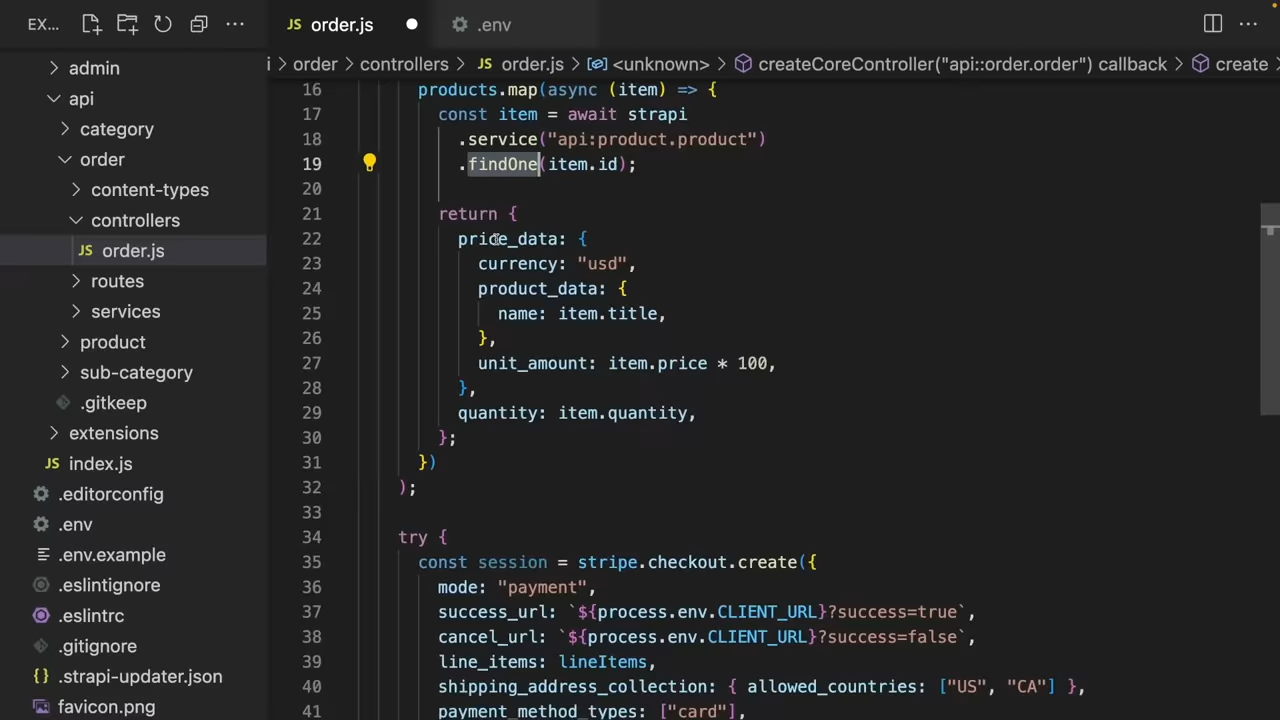 EX...
order.js
.env
i > order > controllers > JS order.js > <unknown> > createCoreController("api::order.order") callback > create
admin
api
category
order
content-types
controllers
JS order.js
routes
services
product
sub-category
.gitkeep
extensions
JS index.js
.editorconfig
.env
.env.example
.eslintignore
.eslintrc
.gitignore
{} .strapi-updater.json
favicon.png
16 products.map(async (item) => {
17 const item = await strapi
18 .service("api:product.product")
19 .findOne(item.id);
20
21 return {
22 price_data: {
23 currency: "usd",
24 product_data: {
25 name: item.title,
26 },
27 unit_amount: item.price * 100,
28 },
29 quantity: item.quantity,
30 };
31 })
32 );
33
34 try {
35 const session = stripe.checkout.create({
36 mode: "payment",
37 success_url: `${process.env.CLIENT_URL}?success=true`,
38 cancel_url: `${process.env.CLIENT_URL}?success=false`,
39 line_items: lineItems,
40 shipping_address_collection: { allowed_countries: ["US", "CA"] },
41 payment_method_types: ["card"],